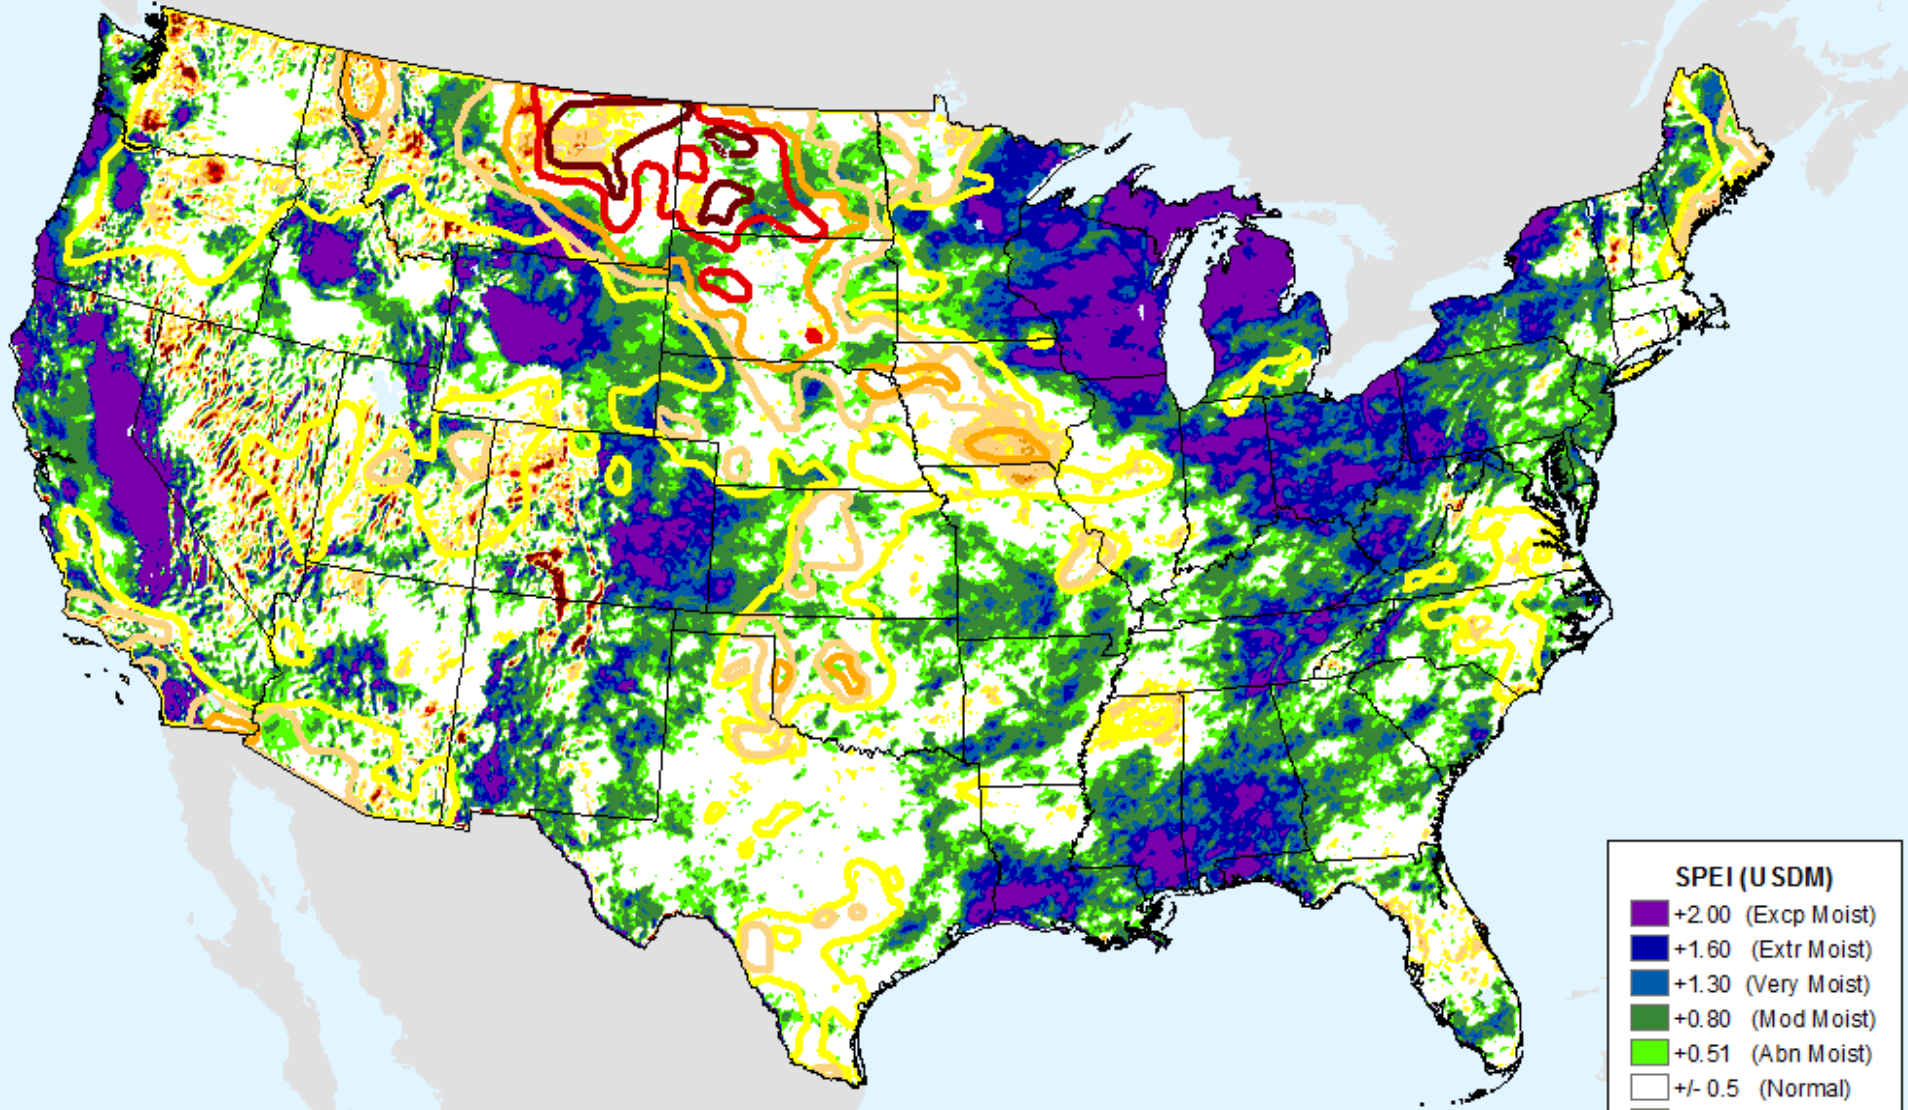 SPEI (USDM)
+2.00 (Excp Moist)
+1.60 (Extr Moist)
+1.30 (Very Moist)
+0.80 (Mod Moist)
+0.51 (Abn Moist)
+/- 0.5 (Normal)